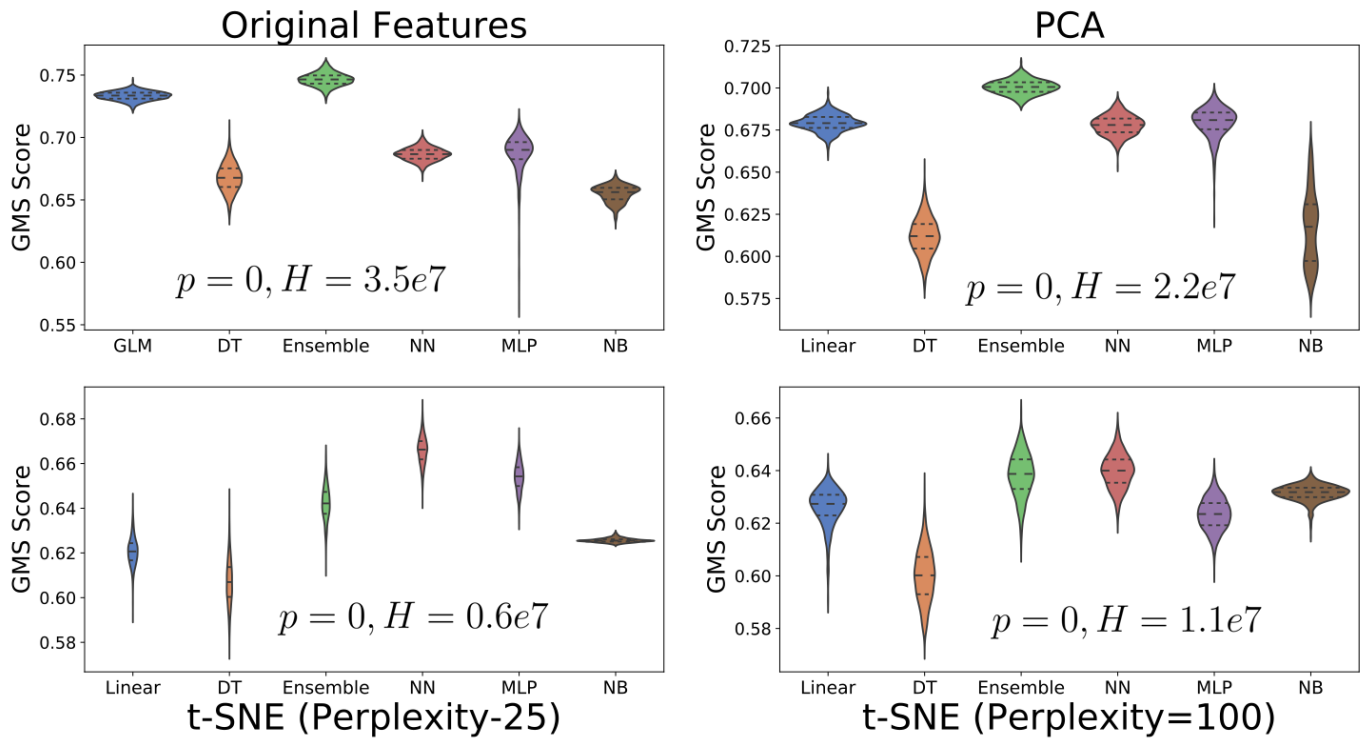 Original Features
GMS Score
0.75
0.70
0.65
0.60
0.55
p = 0, H = 3.5e7
GLM DT Ensemble NN MLP NB
PCA
GMS Score
0.725
0.700
0.675
0.650
0.625
0.600
0.575
p = 0, H = 2.2e7
Linear DT Ensemble NN MLP NB
GMS Score
0.68
0.66
0.64
0.62
0.60
0.58
p = 0, H = 0.6e7
Linear DT Ensemble NN MLP NB
t-SNE (Perplexity-25)
GMS Score
0.66
0.64
0.62
0.60
0.58
p = 0, H = 1.1e7
Linear DT Ensemble NN MLP NB
t-SNE (Perplexity=100)